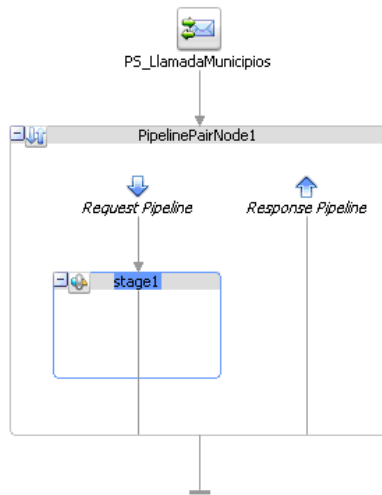 PS_LlamadaMunicipios
PipelinePairNode1
Request Pipeline
Response Pipeline
stage1